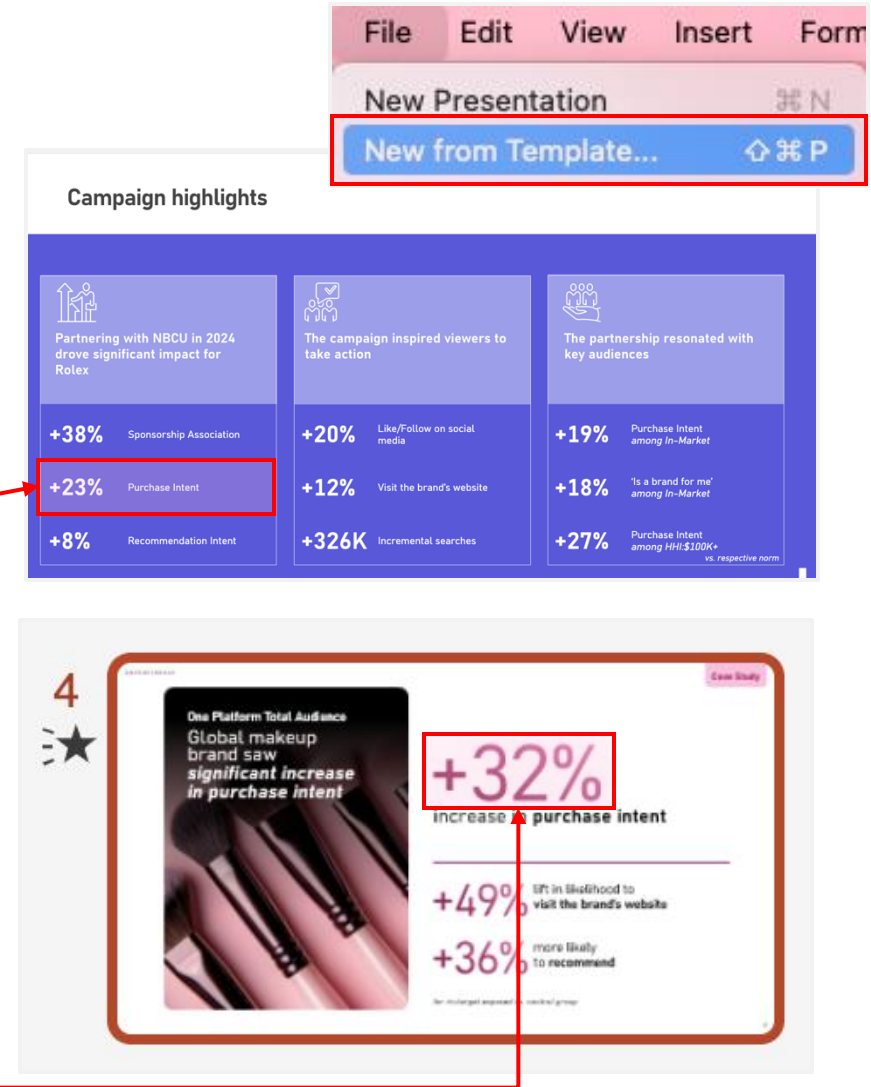 File Edit View Insert Form
New Presentation ⌘ N
New from Template... ⇧ ⌘ P
Campaign highlights
Partnering with NBCU in 2024
drove significant impact for
Rolex
+38% Sponsorship Association
+23% Purchase Intent
+8% Recommendation Intent
The campaign inspired viewers to
take action
+20% Like/Follow on social
media
+12% Visit the brand's website
+326K Incremental searches
The partnership resonated with
key audiences
+19% Purchase Intent
among In-Market
+18% 'Is a brand for me'
among In-Market
+27% Purchase Intent
among HHI:$100K+
vs. respective norm
4
Case Study
One Platform Total Audience
Global makeup
brand saw
significant increase
in purchase intent
+32%
increase in purchase intent
+49% lift in likelihood to
visit the brand's website
+36% more likely
to recommend